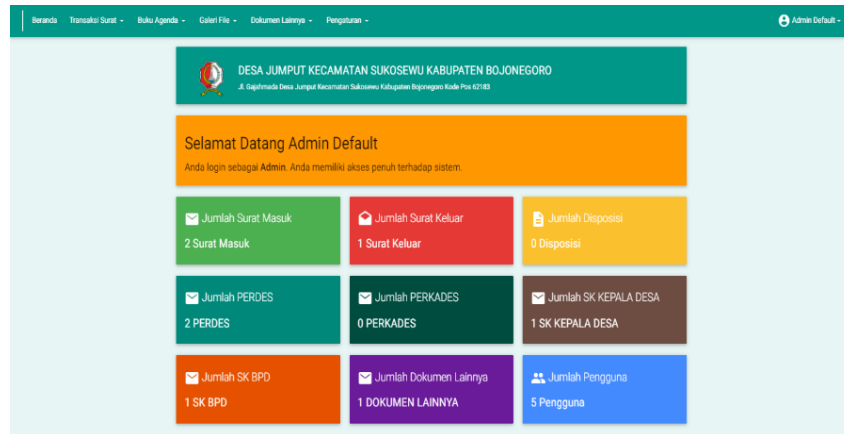 Beranda Transaksi Surat Buku Agenda Galeri File Dokumen Lainnya Pengaturan Admin Default
DESA JUMPUT KECAMATAN SUKOSEWU KABUPATEN BOJONEGORO
Jl. Gajahmada Desa Jumput Kecamatan Sukosewu Kabupaten Bojonegoro Kode Pos 62183
Selamat Datang Admin Default
Anda login sebagai Admin. Anda memiliki akses penuh terhadap sistem.
Jumlah Surat Masuk
2 Surat Masuk
Jumlah Surat Keluar
1 Surat Keluar
Jumlah Disposisi
0 Disposisi
Jumlah PERDES
2 PERDES
Jumlah PERKADES
0 PERKADES
Jumlah SK KEPALA DESA
1 SK KEPALA DESA
Jumlah SK BPD
1 SK BPD
Jumlah Dokumen Lainnya
1 DOKUMEN LAINNYA
Jumlah Pengguna
5 Pengguna